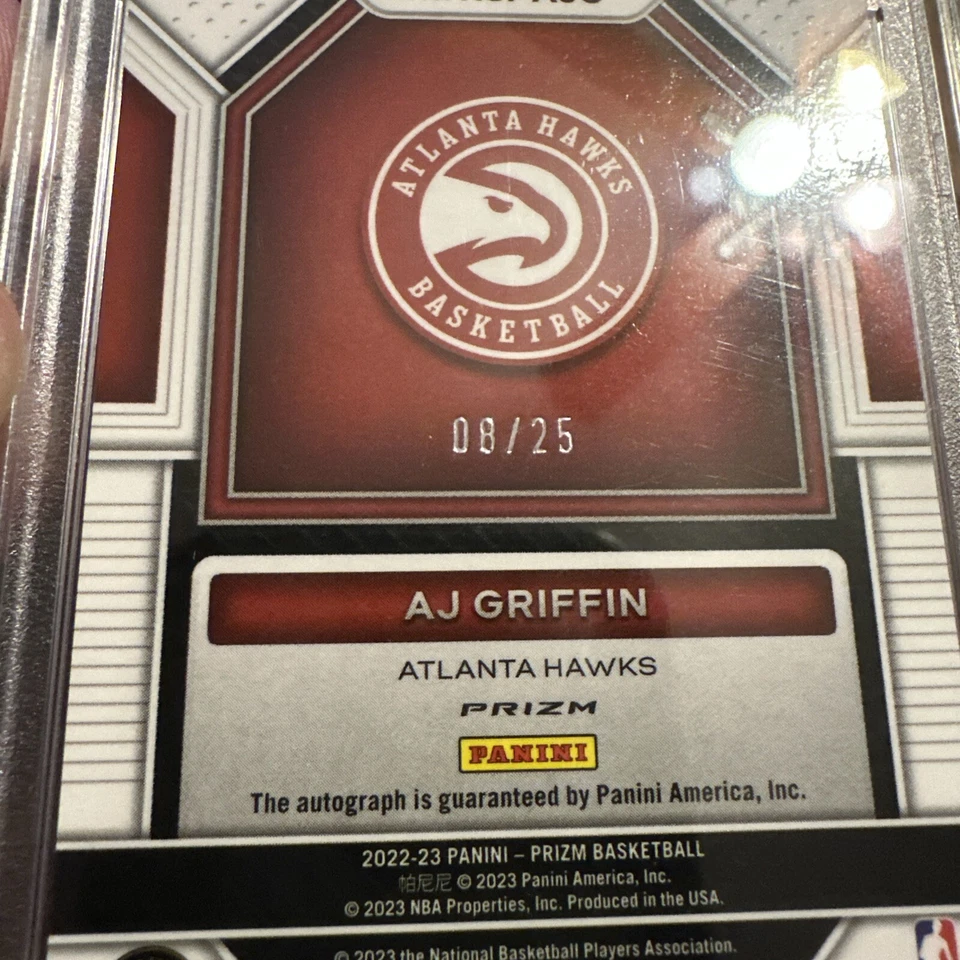 ATLANTA HAWKS
BASKETBALL
08/25
AJ GRIFFIN
ATLANTA HAWKS
PRIZM
PANINI
The autograph is guaranteed by Panini America, Inc.
2022-23 PANINI – PRIZM BASKETBALL
帕尼尼 © 2023 Panini America, Inc.
© 2023 NBA Properties, Inc. Produced in the USA.
© 2023 the National Basketball Players Association.